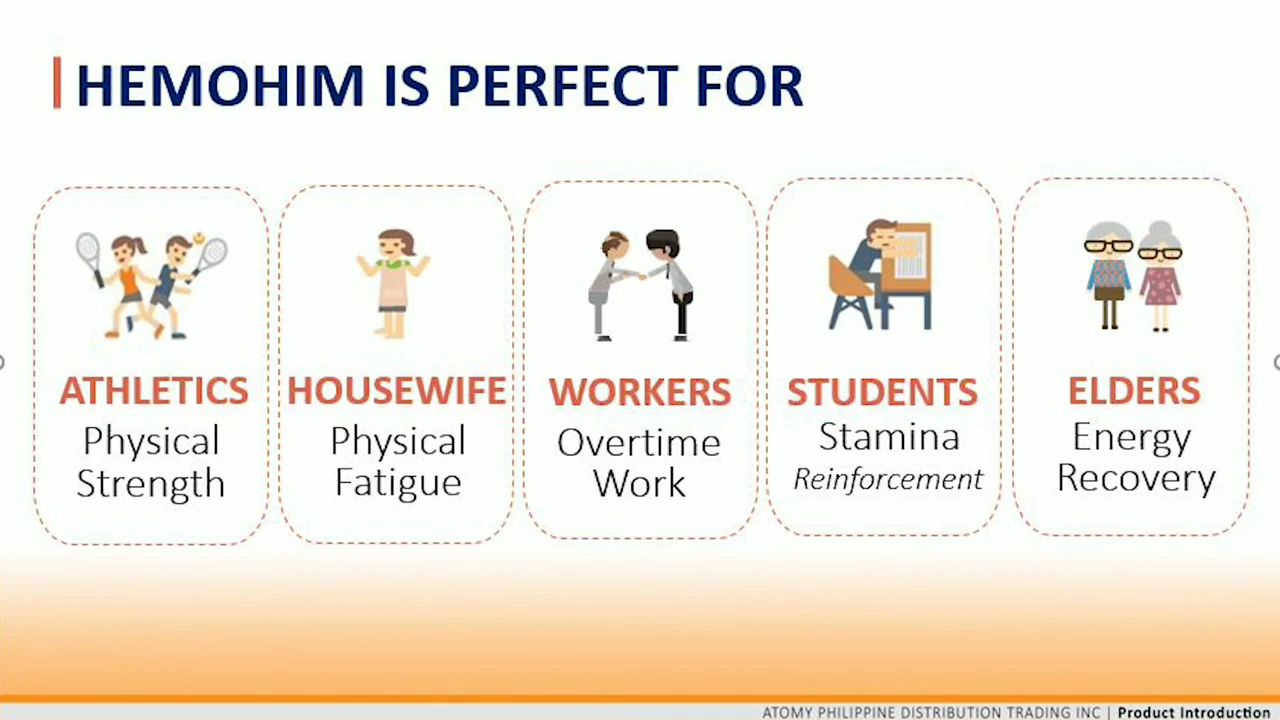 HEMOHIM IS PERFECT FOR
ATHLETICS
Physical
Strength
HOUSEWIFE
Physical
Fatigue
WORKERS
Overtime
Work
STUDENTS
Stamina
Reinforcement
ELDERS
Energy
Recovery
ATOMY PHILIPPINE DISTRIBUTION TRADING INC | Product Introduction